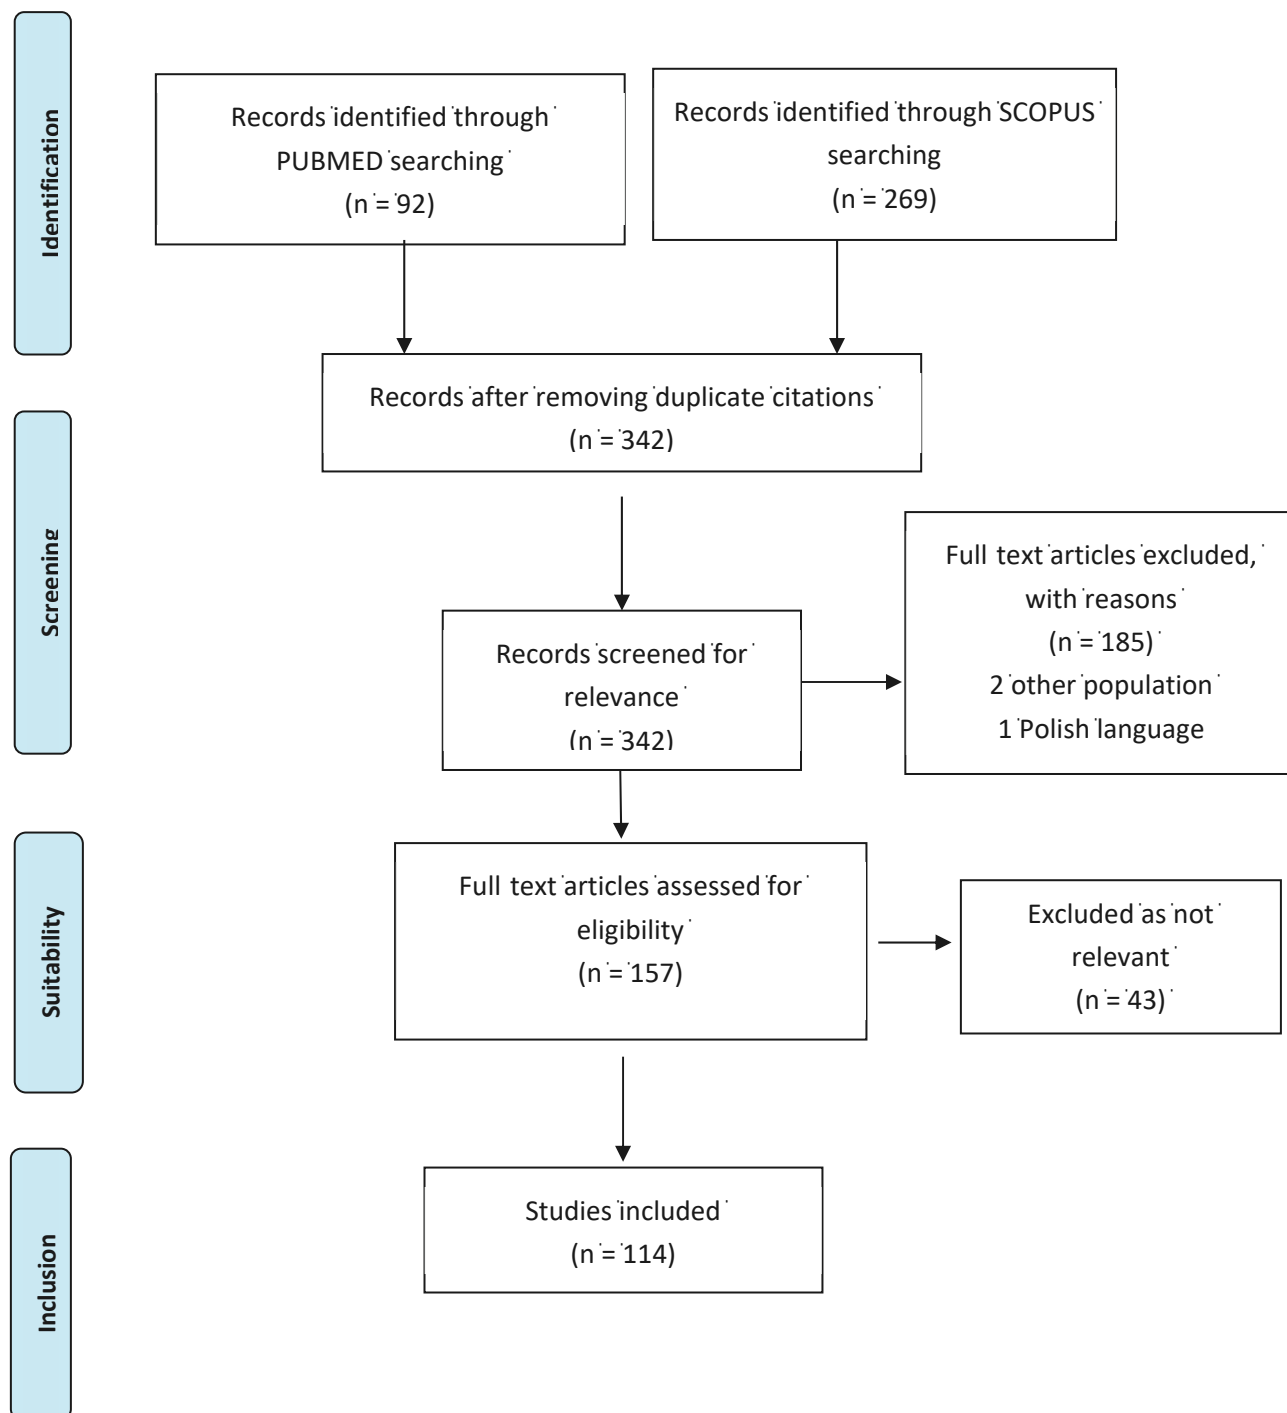 Identification
Records identified through
PUBMED searching
(n = 92)
Records identified through SCOPUS
searching
(n = 269)
Records after removing duplicate citations
(n = 342)
Screening
Full text articles excluded,
with reasons
(n = 185)
2 other population
1 Polish language
Records screened for
relevance
(n = 342)
Suitability
Full text articles assessed for
eligibility
(n = 157)
Excluded as not
relevant
(n = 43)
Inclusion
Studies included
(n = 114)